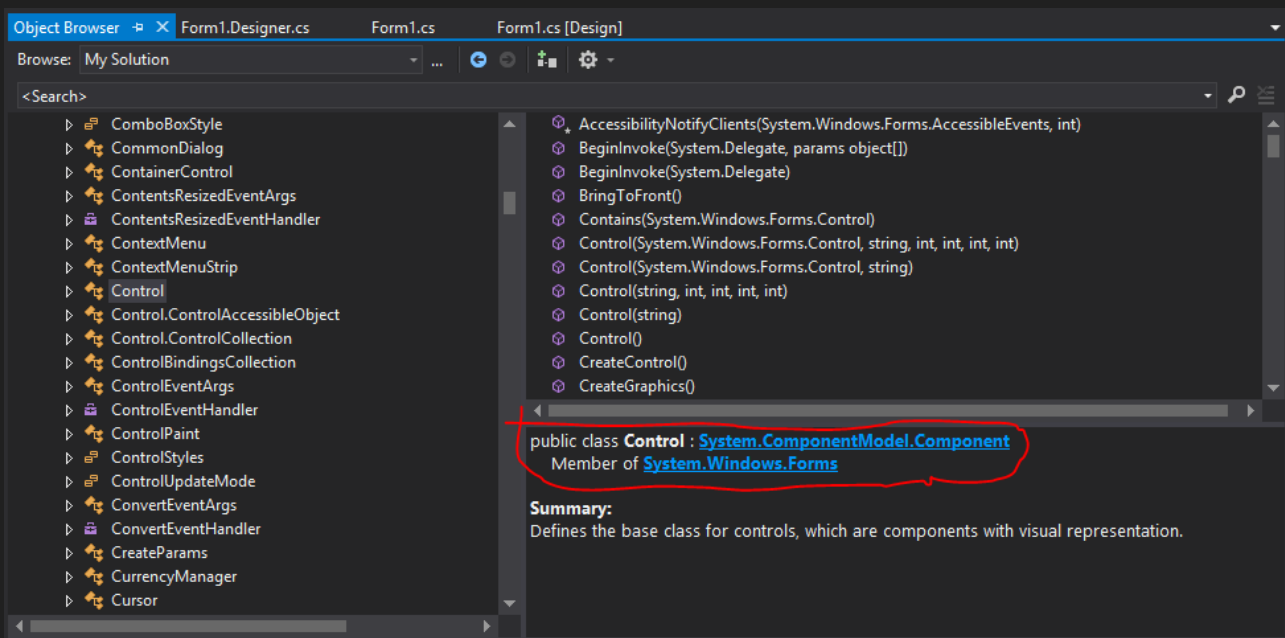 Object Browser Form1.Designer.cs Form1.cs Form1.cs [Design]
Browse: My Solution ...
<Search>
ComboBoxStyle
CommonDialog
ContainerControl
ContentsResizedEventArgs
ContentsResizedEventHandler
ContextMenu
ContextMenuStrip
Control
Control.ControlAccessibleObject
Control.ControlCollection
ControlBindingsCollection
ControlEventArgs
ControlEventHandler
ControlPaint
ControlStyles
ControlUpdateMode
ConvertEventArgs
ConvertEventHandler
CreateParams
CurrencyManager
Cursor
AccessibilityNotifyClients(System.Windows.Forms.AccessibleEvents, int)
BeginInvoke(System.Delegate, params object[])
BeginInvoke(System.Delegate)
BringToFront()
Contains(System.Windows.Forms.Control)
Control(System.Windows.Forms.Control, string, int, int, int, int)
Control(System.Windows.Forms.Control, string)
Control(string, int, int, int, int)
Control(string)
Control()
CreateControl()
CreateGraphics()
public class Control : System.ComponentModel.Component
Member of System.Windows.Forms
Summary:
Defines the base class for controls, which are components with visual representation.